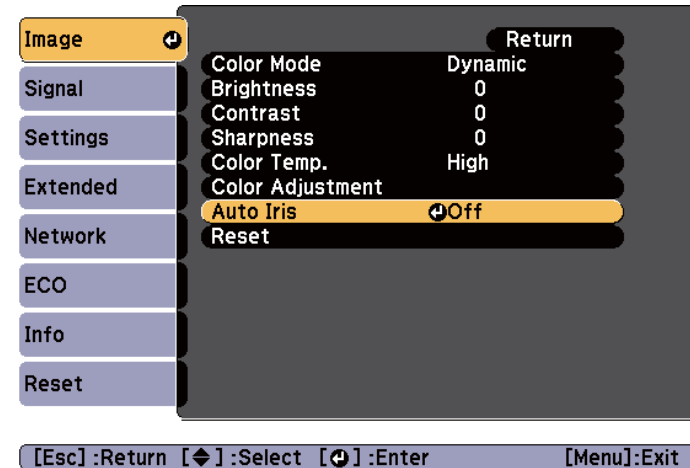 Image
Signal
Settings
Extended
Network
ECO
Info
Reset
Return
Color Mode Dynamic
Brightness 0
Contrast 0
Sharpness 0
Color Temp. High
Color Adjustment
Auto Iris Off
Reset
[Esc] :Return [◆] :Select [⏎] :Enter [Menu]:Exit